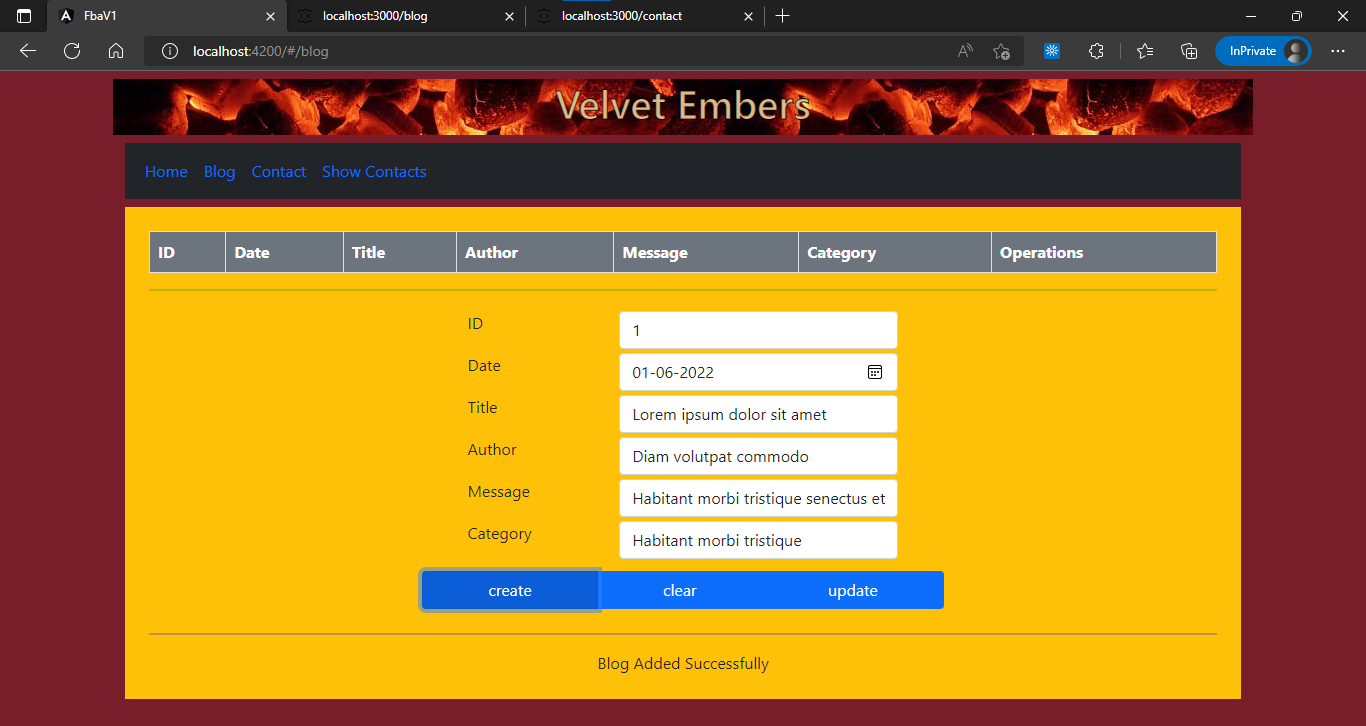 FbaV1
localhost:3000/blog
localhost:3000/contact
localhost:4200/#/blog
InPrivate
Velvet Embers
Home Blog Contact Show Contacts
ID Date Title Author Message Category Operations
ID 1
Date 01-06-2022
Title Lorem ipsum dolor sit amet
Author Diam volutpat commodo
Message Habitant morbi tristique senectus et
Category Habitant morbi tristique
create clear update
Blog Added Successfully